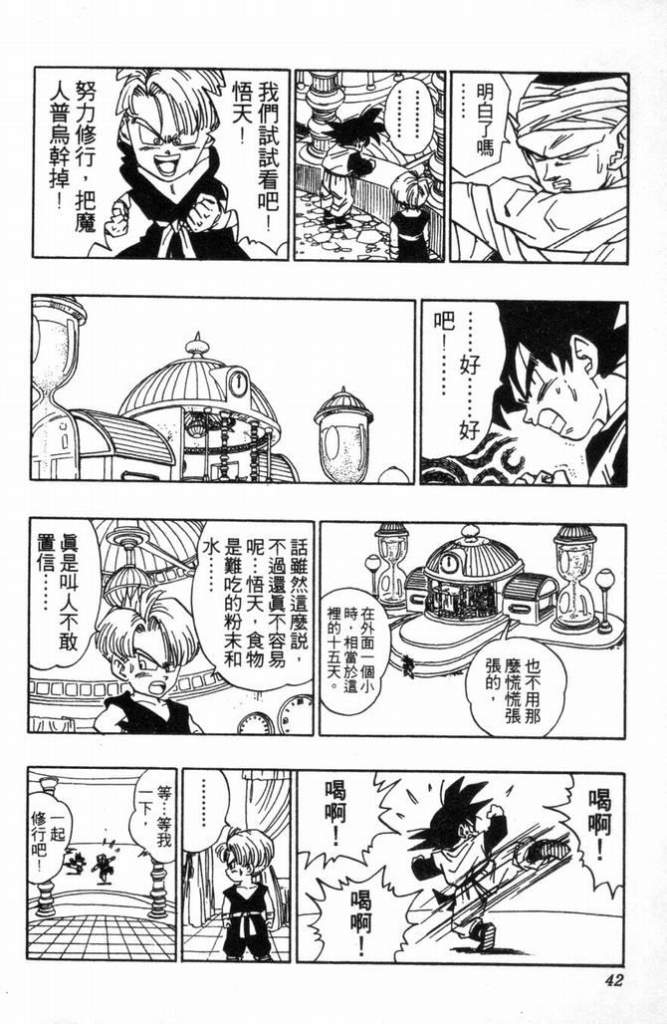 明白了嗎
…………
我們試試看吧！
悟天！
努力修行，把魔
人普烏幹掉！
……好……好
吧！……
也不用那
麼慌慌張
張的，
在外面一個小
時，相當於這
裡的十五天。
話雖然這麼說，
不過還真不容易
呢…悟天，食物
是難吃的粉末和
水……
眞是叫人不敢
置信……
喝啊！
喝啊！
喝啊！
……
等…等我
一下，
一起
修行吧！
42